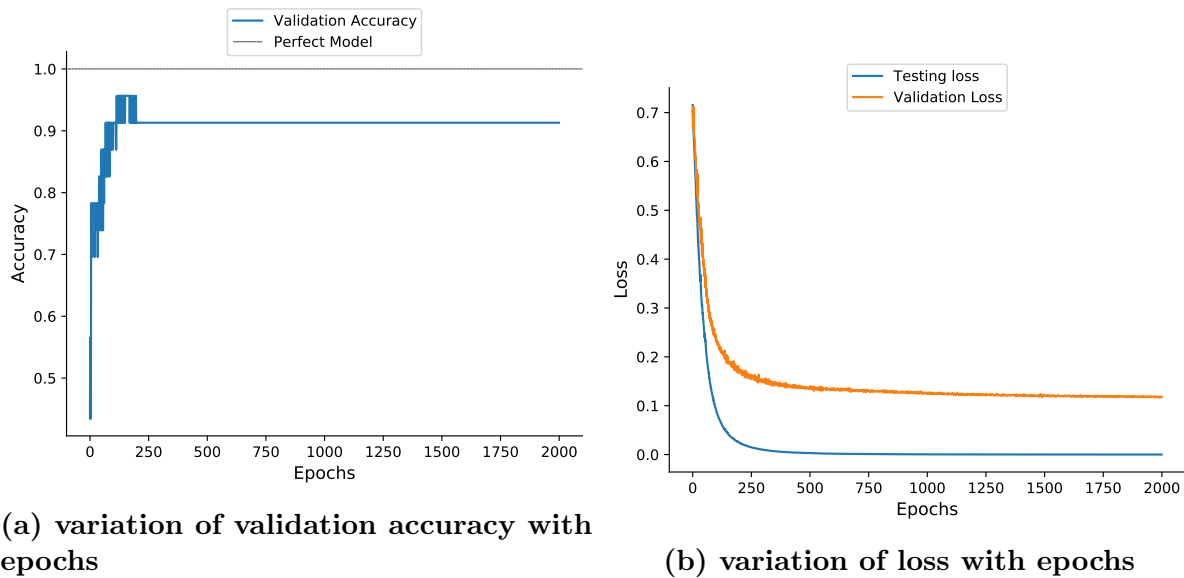 Validation Accuracy
Perfect Model
1.0
0.9
0.8
0.7
0.6
0.5
Accuracy
0 250 500 750 1000 1250 1500 1750 2000
Epochs
(a) variation of validation accuracy with
epochs
Testing loss
Validation Loss
0.7
0.6
0.5
0.4
0.3
0.2
0.1
0.0
Loss
0 250 500 750 1000 1250 1500 1750 2000
Epochs
(b) variation of loss with epochs